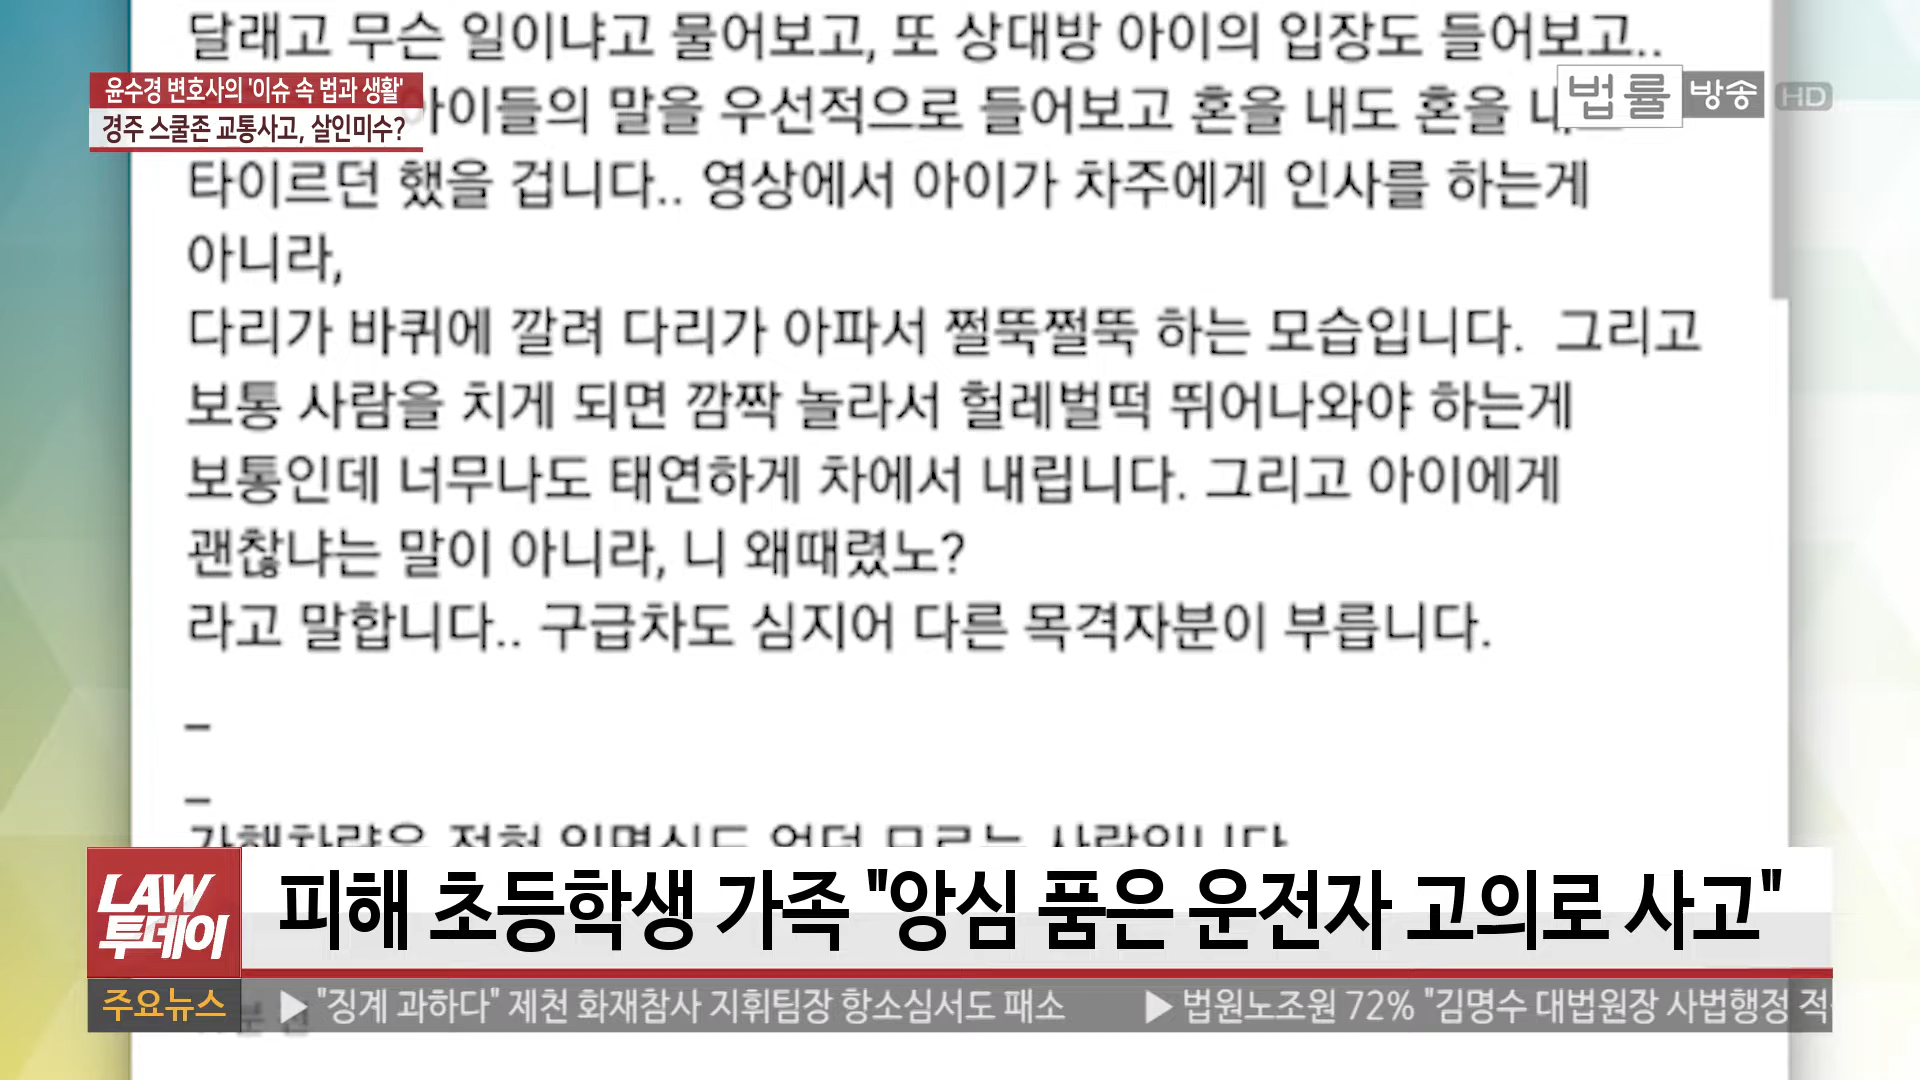 달래고 무슨 일이냐고 물어보고, 또 상대방 아이의 입장도 들어보고..
윤수경 변호사의 '이슈 속 법과 생활'
경주 스쿨존 교통사고, 살인미수?
법률방송 HD
아이들의 말을 우선적으로 들어보고 혼을 내도 혼을
타이르던 했을 겁니다.. 영상에서 아이가 차주에게 인사를 하는게
아니라,
다리가 바퀴에 깔려 다리가 아파서 쩔뚝쩔뚝 하는 모습입니다. 그리고
보통 사람을 치게 되면 깜짝 놀라서 헐레벌떡 뛰어나와야 하는게
보통인데 너무나도 태연하게 차에서 내립니다. 그리고 아이에게
괜찮냐는 말이 아니라, 니 왜때렸노?
라고 말합니다.. 구급차도 심지어 다른 목격자분이 부릅니다.
–
–
LAW
투데이
피해 초등학생 가족 "앙심 품은 운전자 고의로 사고"
주요뉴스
▶ "징계 과하다" 제천 화재참사 지휘팀장 항소심서도 패소 ▶ 법원노조원 72% "김명수 대법원장 사법행정